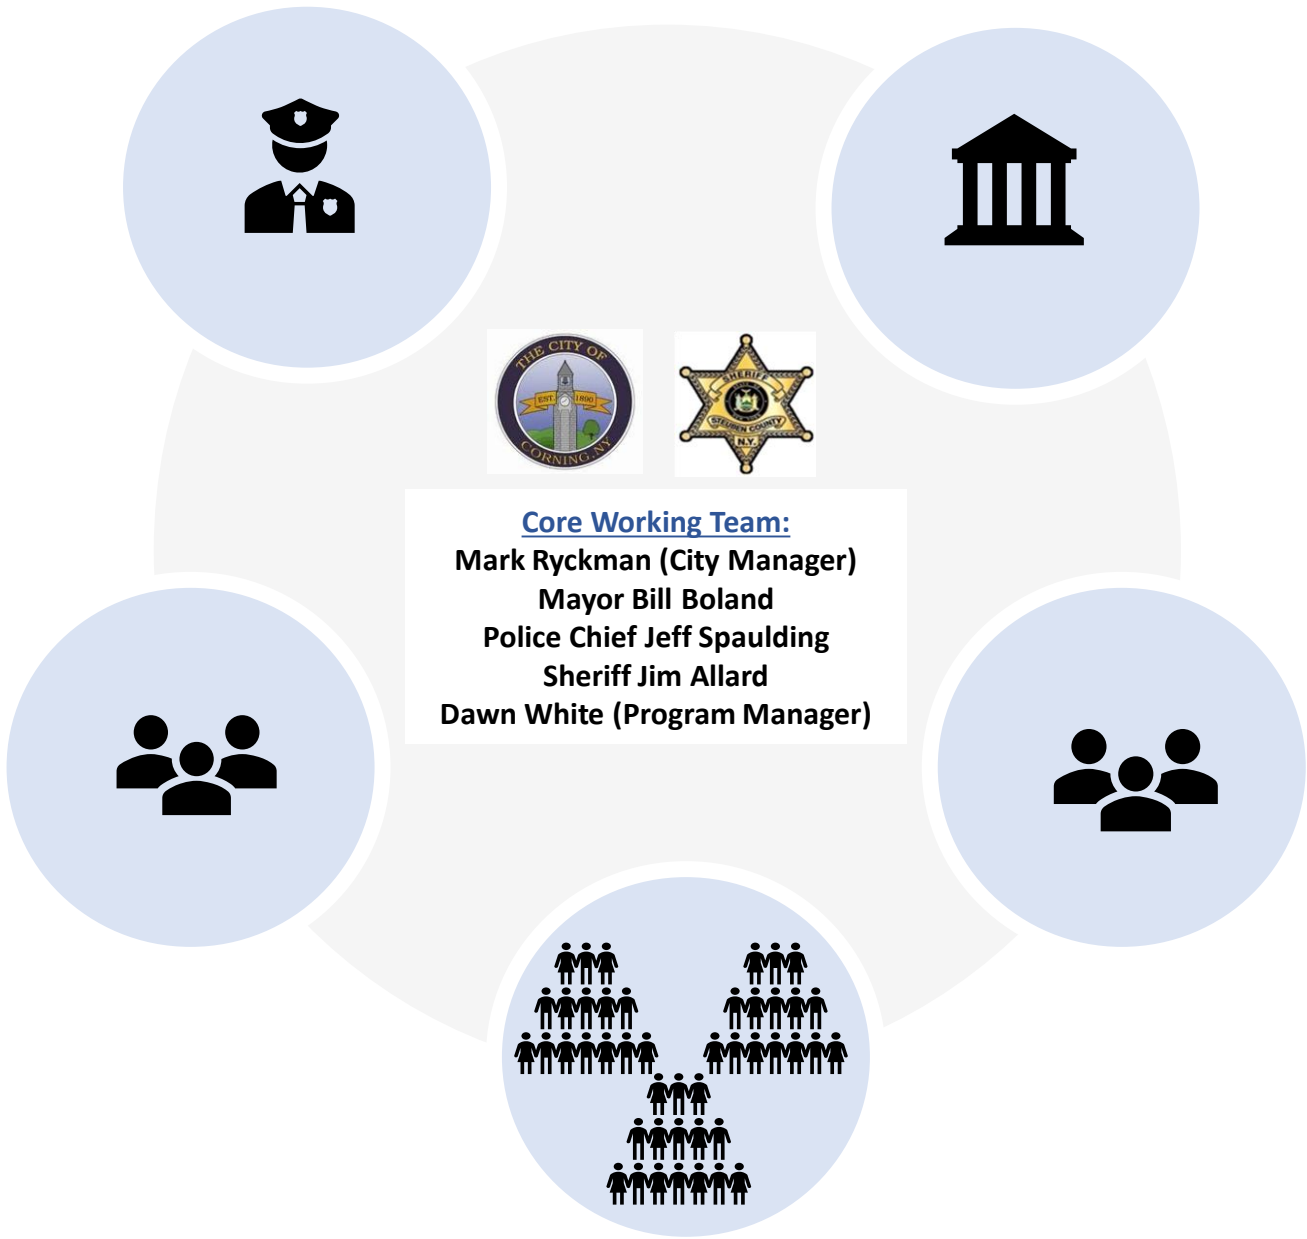 THE CITY OF
EST. 1890
CORNING, NY
SHERIFF
STEUBEN COUNTY
N.Y.
Core Working Team:
Mark Ryckman (City Manager)
Mayor Bill Boland
Police Chief Jeff Spaulding
Sheriff Jim Allard
Dawn White (Program Manager)